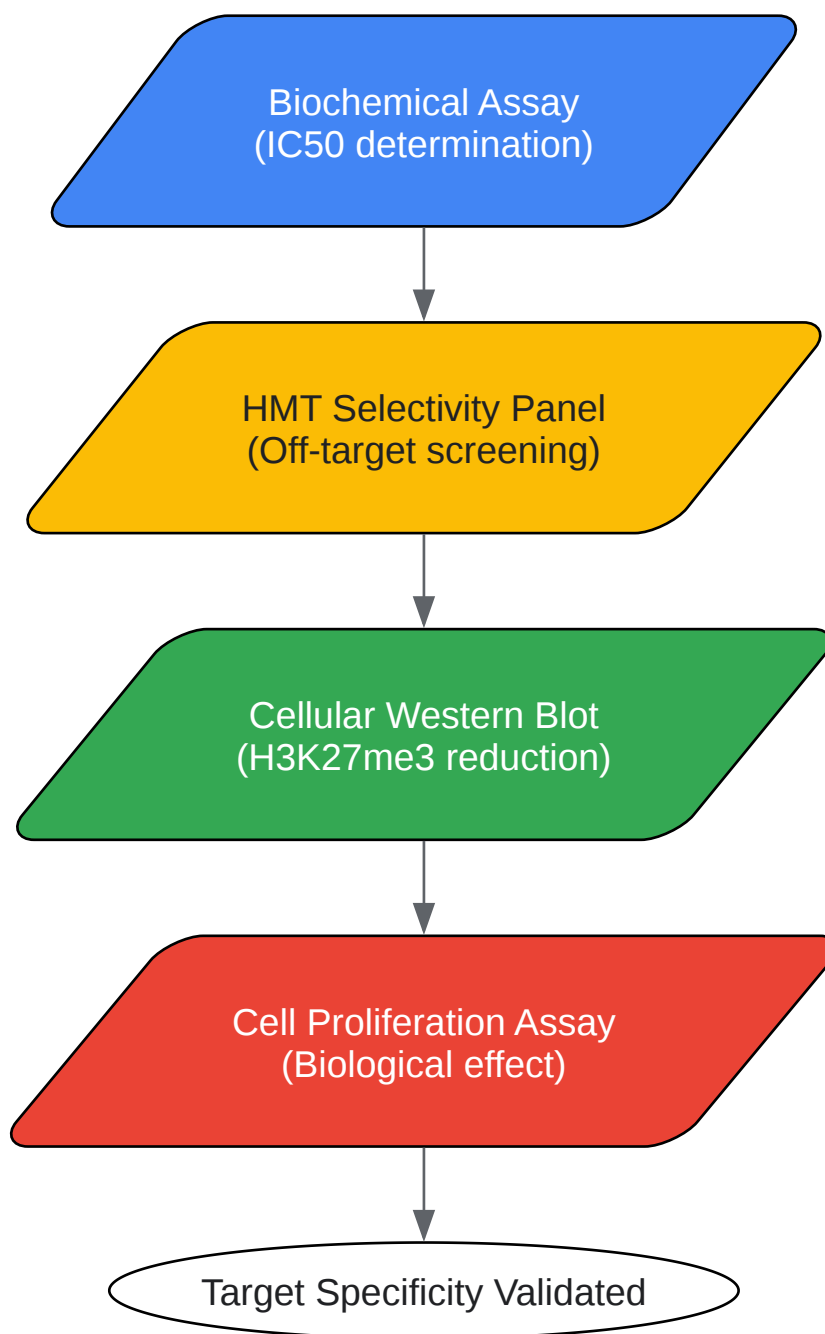 Biochemical Assay
(IC50 determination)
HMT Selectivity Panel
(Off-target screening)
Cellular Western Blot
(H3K27me3 reduction)
Cell Proliferation Assay
(Biological effect)
Target Specificity Validated